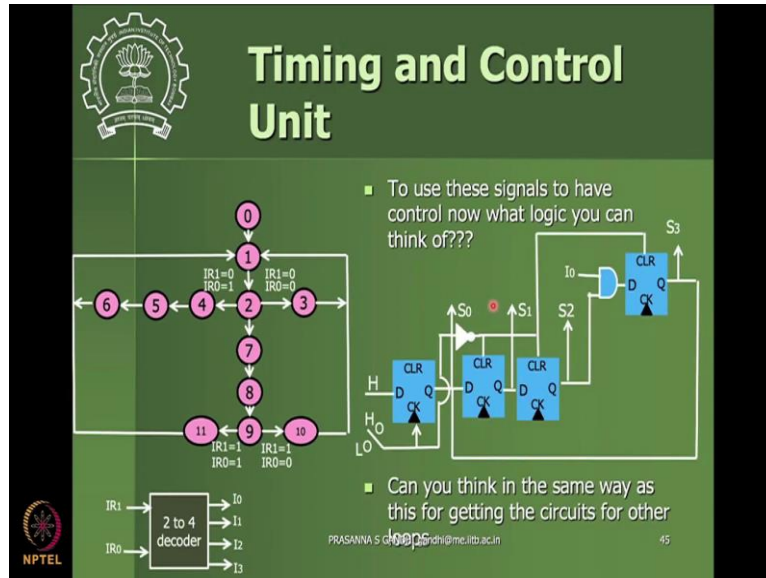 Timing and Control
Unit
To use these signals to have
control now what logic you can
think of???
0
1
IR1=0
IR0=1
IR1=0
IR0=0
6
5
4
2
3
7
8
11
9
10
IR1=1
IR0=1
IR1=1
IR0=0
IR1
IR0
2 to 4
decoder
I0
I1
I2
I3
H
H
L
D
CLR
Q
CK
S0
D
CLR
Q
CK
S1
D
CLR
Q
CK
S2
I0
D
CLR
Q
CK
S3
Can you think in the same way as
this for getting the circuits for other
loops
PRASANNA S GANDHI gandhi@me.iitb.ac.in
45
NPTEL